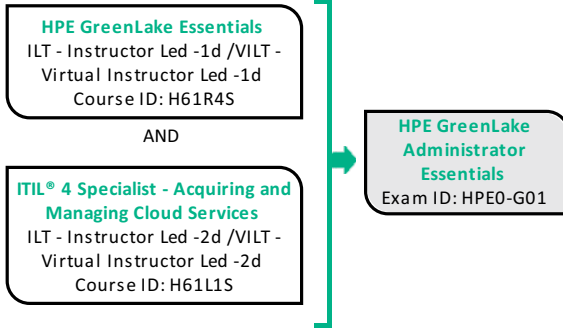 HPE GreenLake Essentials
ILT - Instructor Led -1d /VILT -
Virtual Instructor Led -1d
Course ID: H61R4S
AND
ITIL® 4 Specialist - Acquiring and
Managing Cloud Services
ILT - Instructor Led -2d /VILT -
Virtual Instructor Led -2d
Course ID: H61L1S
HPE GreenLake
Administrator
Essentials
Exam ID: HPE0-G01